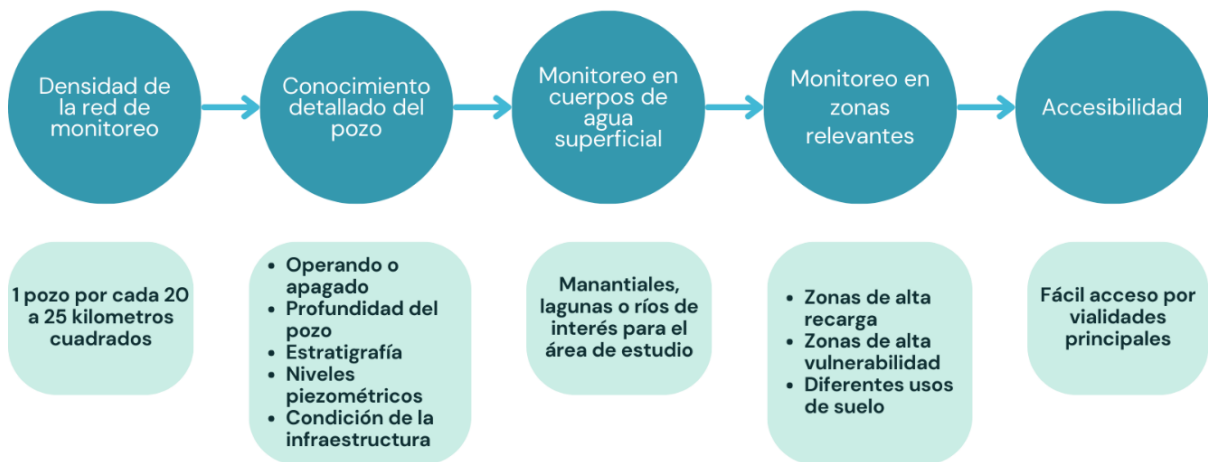 Densidad de
la red de
monitoreo
Conocimiento
detallado del
pozo
Monitoreo en
cuerpos de
agua
superficial
Monitoreo en
zonas
relevantes
Accesibilidad
1 pozo por cada 20
a 25 kilometros
cuadrados
• Operando o
apagado
• Profundidad del
pozo
• Estratigrafía
• Niveles
piezométricos
• Condición de la
infraestructura
Manantiales,
lagunas o ríos de
interés para el
área de estudio
• Zonas de alta
recarga
• Zonas de alta
vulnerabilidad
• Diferentes usos
de suelo
Fácil acceso por
vialidades
principales